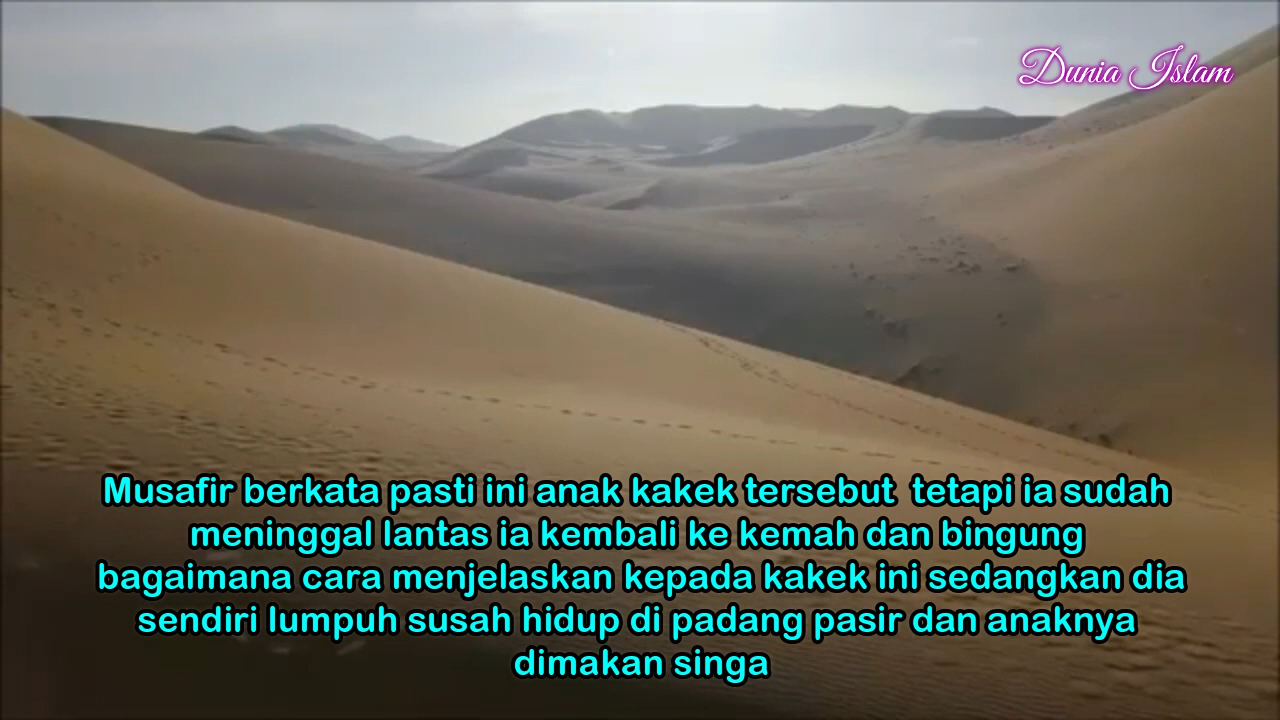 Dunia Islam
Musafir berkata pasti ini anak kakek tersebut tetapi ia sudah
meninggal lantas ia kembali ke kemah dan bingung
bagaimana cara menjelaskan kepada kakek ini sedangkan dia
sendiri lumpuh susah hidup di padang pasir dan anaknya
dimakan singa